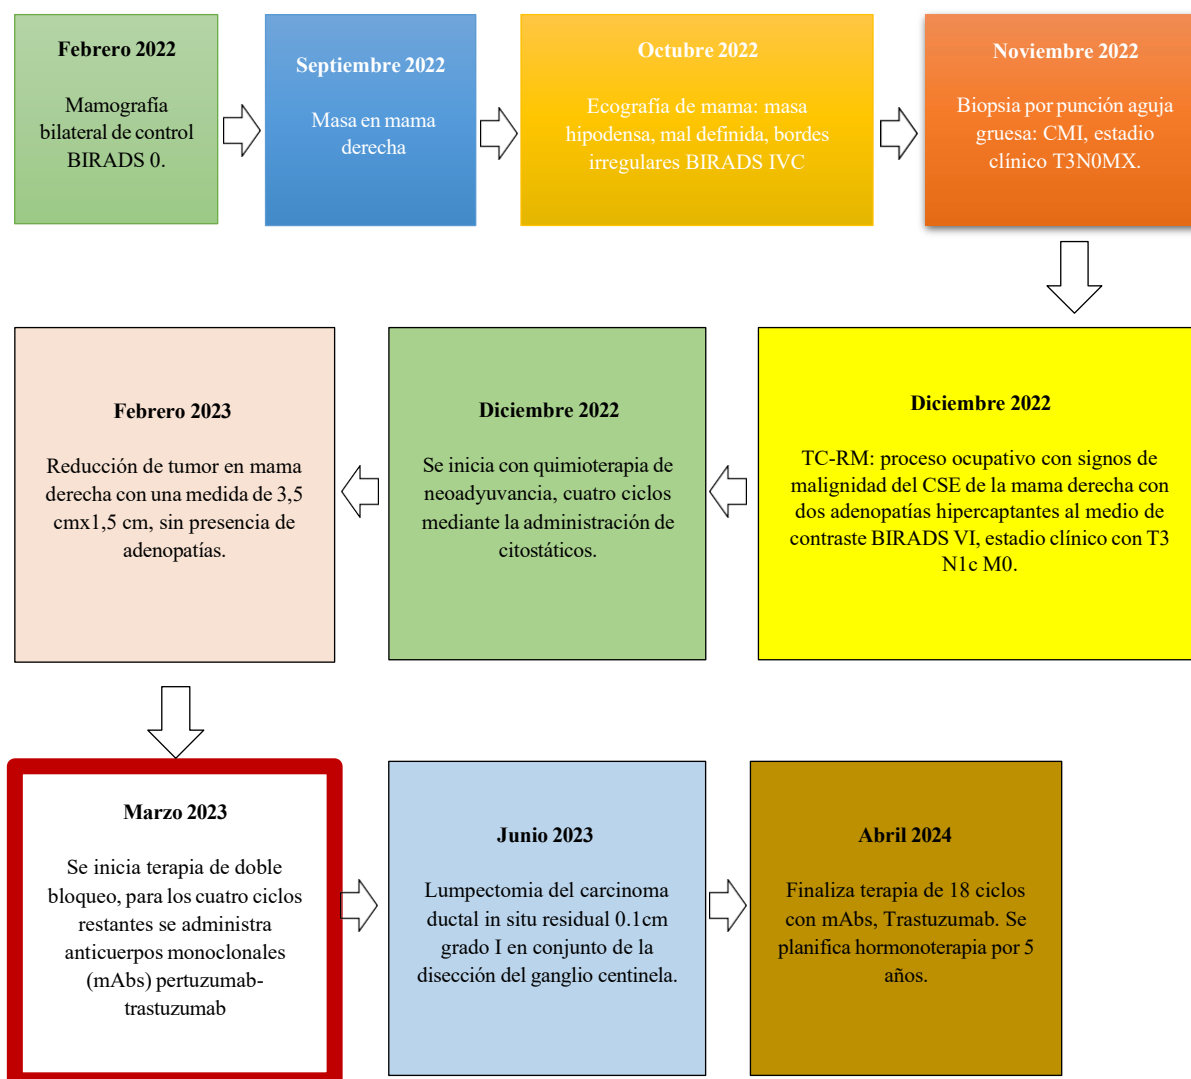 Febrero 2022
Mamografía
bilateral de control
BIRADS 0.
Septiembre 2022
Masa en mama
derecha
Octubre 2022
Ecografía de mama: masa
hipodensa, mal definida, bordes
irregulares BIRADS IVC
Noviembre 2022
Biopsia por punción aguja
gruesa: CMI, estadio
clínico T3N0MX.
Diciembre 2022
TC-RM: proceso ocupativo con signos de
malignidad del CSE de la mama derecha con
dos adenopatías hipercaptantes al medio de
contraste BIRADS VI, estadio clínico con T3
N1c M0.
Diciembre 2022
Se inicia con quimioterapia de
neoadyuvancia, cuatro ciclos
mediante la administración de
citostáticos.
Febrero 2023
Reducción de tumor en mama
derecha con una medida de 3,5
cmx1,5 cm, sin presencia de
adenopatías.
Marzo 2023
Se inicia terapia de doble
bloqueo, para los cuatro ciclos
restantes se administra
anticuerpos monoclonales
(mAbs) pertuzumab-
trastuzumab
Junio 2023
Lumpectomia del carcinoma
ductal in situ residual 0.1cm
grado I en conjunto de la
disección del ganglio centinela.
Abril 2024
Finaliza terapia de 18 ciclos
con mAbs, Trastuzumab. Se
planifica hormonoterapia por 5
años.